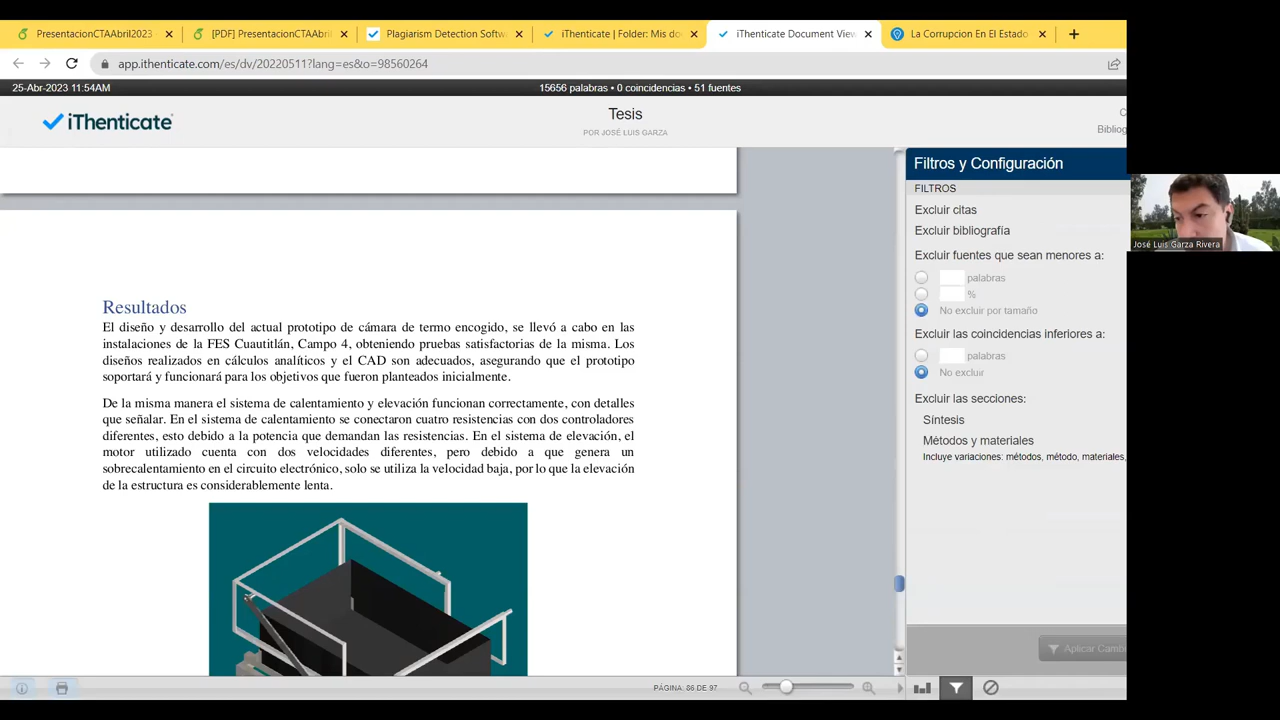 PresentacionCTAAbril2023
[PDF] PresentacionCTAAbril
Plagiarism Detection Softw
iThenticate | Folder: Mis do
iThenticate Document View
La Corrupcion En El Estado
app.ithenticate.com/es/dv/20220511?lang=es&o=98560264
25-Abr-2023 11:54AM
15656 palabras • 0 coincidencias • 51 fuentes
iThenticate®
Tesis
POR JOSÉ LUIS GARZA
C
Bibliog
Resultados
El diseño y desarrollo del actual prototipo de cámara de termo encogido, se llevó a cabo en las
instalaciones de la FES Cuautitlán, Campo 4, obteniendo pruebas satisfactorias de la misma. Los
diseños realizados en cálculos analíticos y el CAD son adecuados, asegurando que el prototipo
soportará y funcionará para los objetivos que fueron planteados inicialmente.
De la misma manera el sistema de calentamiento y elevación funcionan correctamente, con detalles
que señalar. En el sistema de calentamiento se conectaron cuatro resistencias con dos controladores
diferentes, esto debido a la potencia que demandan las resistencias. En el sistema de elevación, el
motor utilizado cuenta con dos velocidades diferentes, pero debido a que genera un
sobrecalentamiento en el circuito electrónico, solo se utiliza la velocidad baja, por lo que la elevación
de la estructura es considerablemente lenta.
Filtros y Configuración
FILTROS
Excluir citas
Excluir bibliografía
Excluir fuentes que sean menores a:
palabras
%
No excluir por tamaño
Excluir las coincidencias inferiores a:
palabras
No excluir
Excluir las secciones:
Síntesis
Métodos y materiales
Incluye variaciones: métodos, método, materiales,
Aplicar Cambi
PÁGINA: 86 DE 97
José Luis Garza Rivera